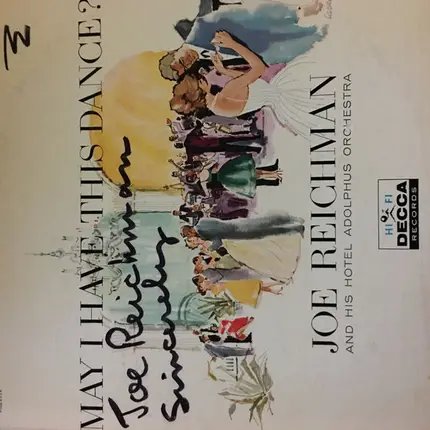 MAY I HAVE THIS DANCE?
Joe Reichman
Sincerely
JOE REICHMAN
AND HIS HOTEL ADOLPHUS ORCHESTRA
HI FI
DECCA
RECORDS